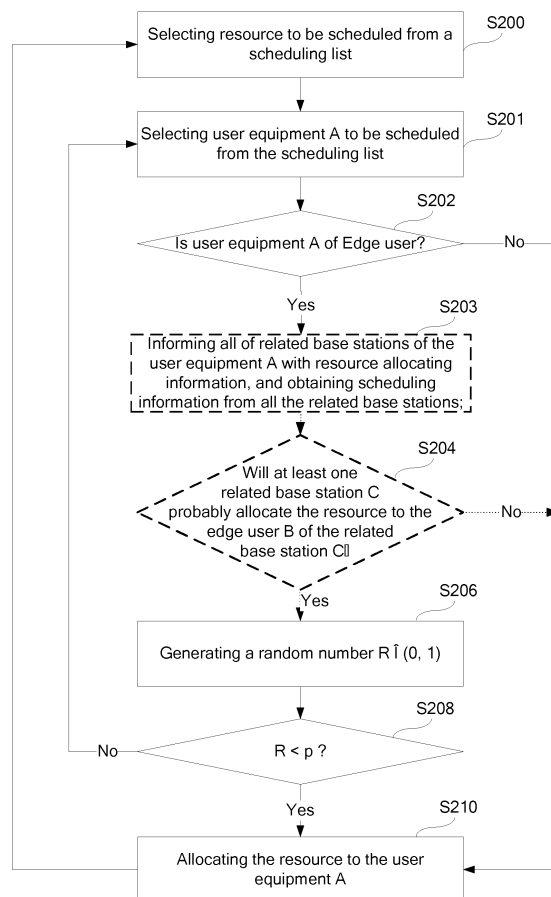 S200
Selecting resource to be scheduled from a
scheduling list
S201
Selecting user equipment A to be scheduled
from the scheduling list
S202
Is user equipment A of Edge user?
No
Yes
S203
Informing all of related base stations of the
user equipment A with resource allocating
information, and obtaining scheduling
information from all the related base stations;
S204
Will at least one
related base station C
probably allocate the resource to the
edge user B of the related
base station C▯
No
Yes
S206
Generating a random number R Î (0, 1)
S208
R < p ?
No
Yes
S210
Allocating the resource to the user
equipment A